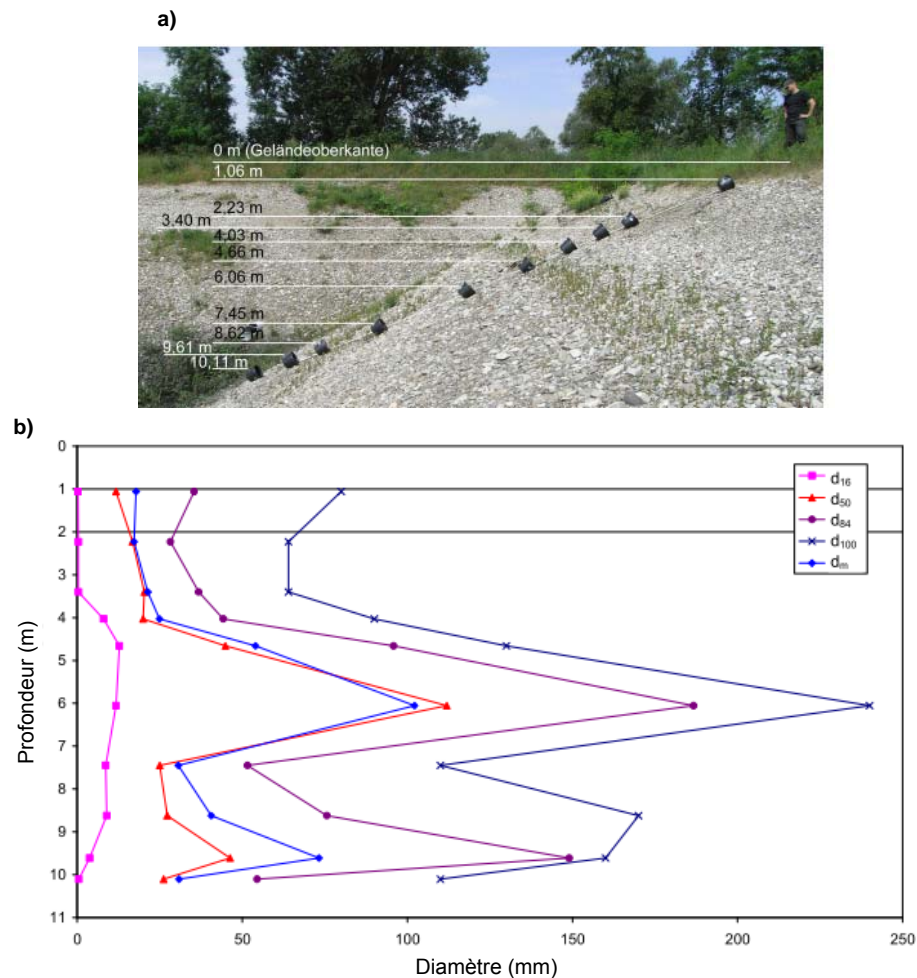 a)
0 m (Geländeoberkante)
1,06 m
2,23 m
3,40 m
4,03 m
4,66 m
6,06 m
7,45 m
8,62 m
9,61 m
10,11 m
b)
0
1
2
3
4
5
6
7
8
9
10
11
Profondeur (m)
d16
d50
d84
d100
dm
0 50 100 150 200 250
Diamètre (mm)